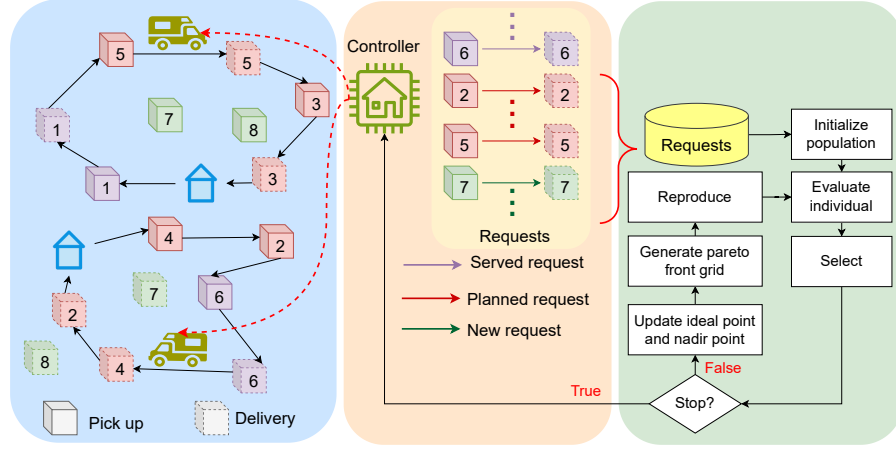 5
5
3
7
8
1
1
3
4
2
7
6
2
8
4
6
Pick up
Delivery
Controller
6
6
2
2
5
5
7
7
Requests
Served request
Planned request
New request
True
Requests
Initialize
population
Reproduce
Evaluate
individual
Generate pareto
front grid
Select
Update ideal point
and nadir point
False
Stop?